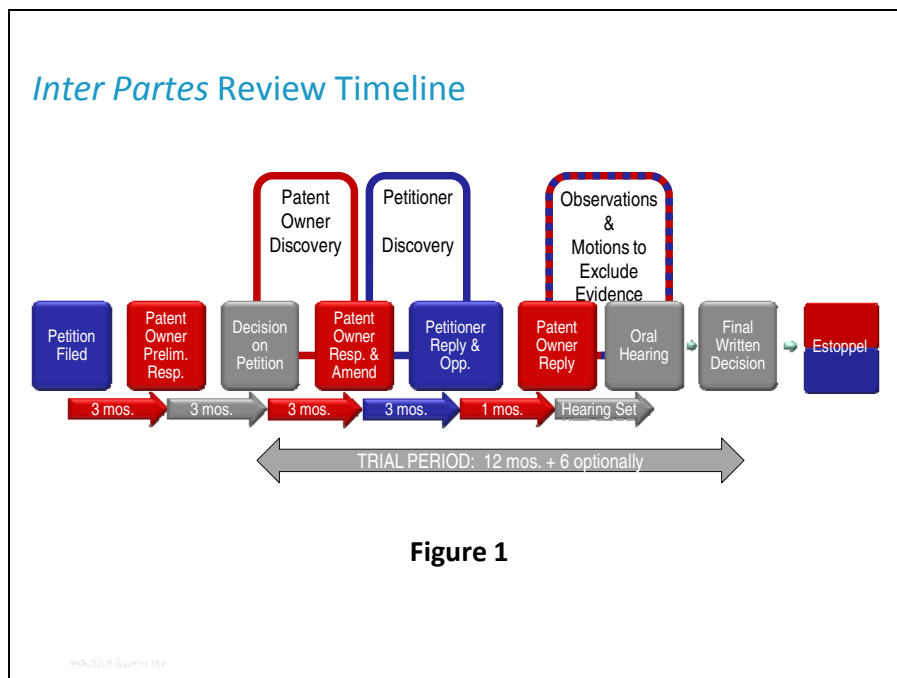 Inter Partes Review Timeline
Patent
Owner
Discovery
Petitioner
Discovery
Observations
&
Motions to
Exclude
Evidence
Petition
Filed
Patent
Owner
Prelim.
Resp.
Decision
on
Petition
Patent
Owner
Resp. &
Amend
Petitioner
Reply &
Opp.
Patent
Owner
Reply
Oral
Hearing
Final
Written
Decision
Estoppel
3 mos.
3 mos.
3 mos.
3 mos.
1 mos.
Hearing Set
TRIAL PERIOD: 12 mos. + 6 optionally
Figure 1